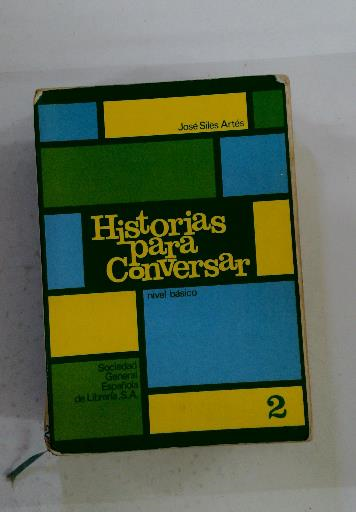 José Siles Artés
Historias
para
Conversar
nivel básico
Sociedad
General
Española
de Librería, S.A.
2